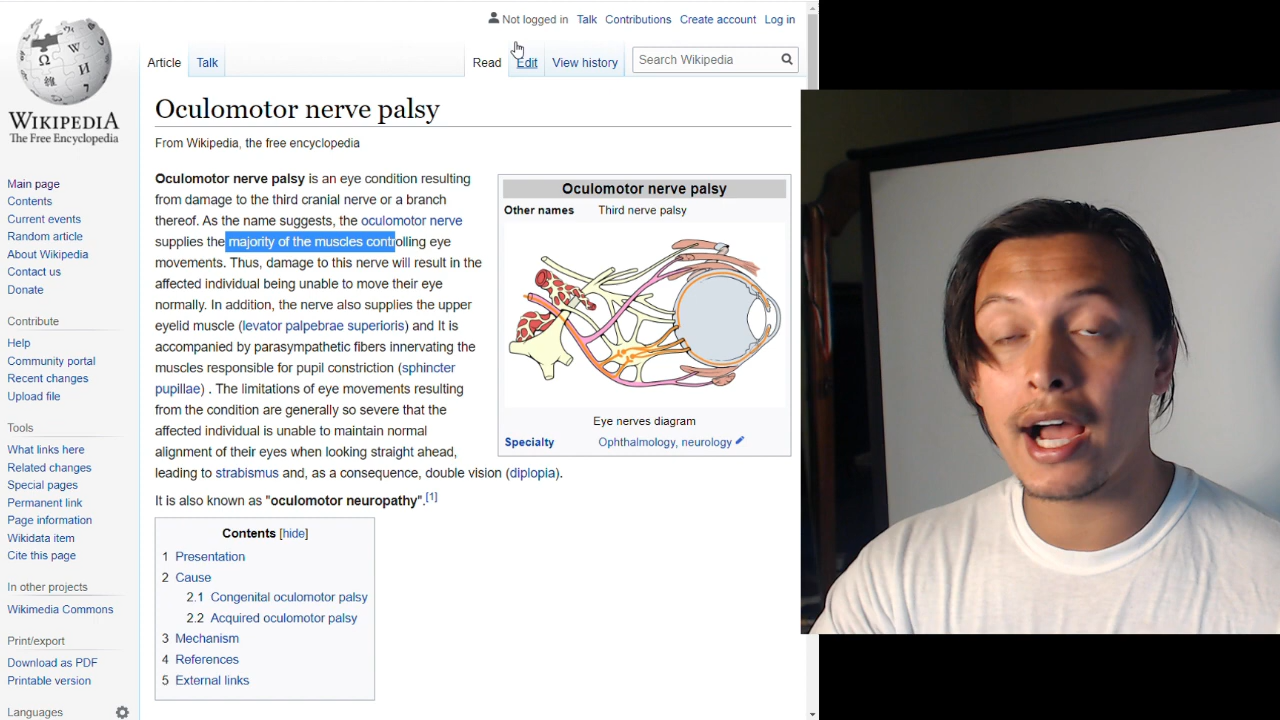 Not logged in Talk Contributions Create account Log in
Article Talk Read Edit View history Search Wikipedia
WIKIPEDIA
The Free Encyclopedia
Main page
Contents
Current events
Random article
About Wikipedia
Contact us
Donate
Contribute
Help
Community portal
Recent changes
Upload file
Tools
What links here
Related changes
Special pages
Permanent link
Page information
Wikidata item
Cite this page
In other projects
Wikimedia Commons
Print/export
Download as PDF
Printable version
Languages
Oculomotor nerve palsy
From Wikipedia, the free encyclopedia
Oculomotor nerve palsy is an eye condition resulting
from damage to the third cranial nerve or a branch
thereof. As the name suggests, the oculomotor nerve
supplies the majority of the muscles controlling eye
movements. Thus, damage to this nerve will result in the
affected individual being unable to move their eye
normally. In addition, the nerve also supplies the upper
eyelid muscle (levator palpebrae superioris) and It is
accompanied by parasympathetic fibers innervating the
muscles responsible for pupil constriction (sphincter
pupillae) . The limitations of eye movements resulting
from the condition are generally so severe that the
affected individual is unable to maintain normal
alignment of their eyes when looking straight ahead,
leading to strabismus and, as a consequence, double vision (diplopia).
It is also known as "oculomotor neuropathy".[1]
Oculomotor nerve palsy
Other names Third nerve palsy
Eye nerves diagram
Specialty Ophthalmology, neurology
Contents [hide]
1 Presentation
2 Cause
2.1 Congenital oculomotor palsy
2.2 Acquired oculomotor palsy
3 Mechanism
4 References
5 External links